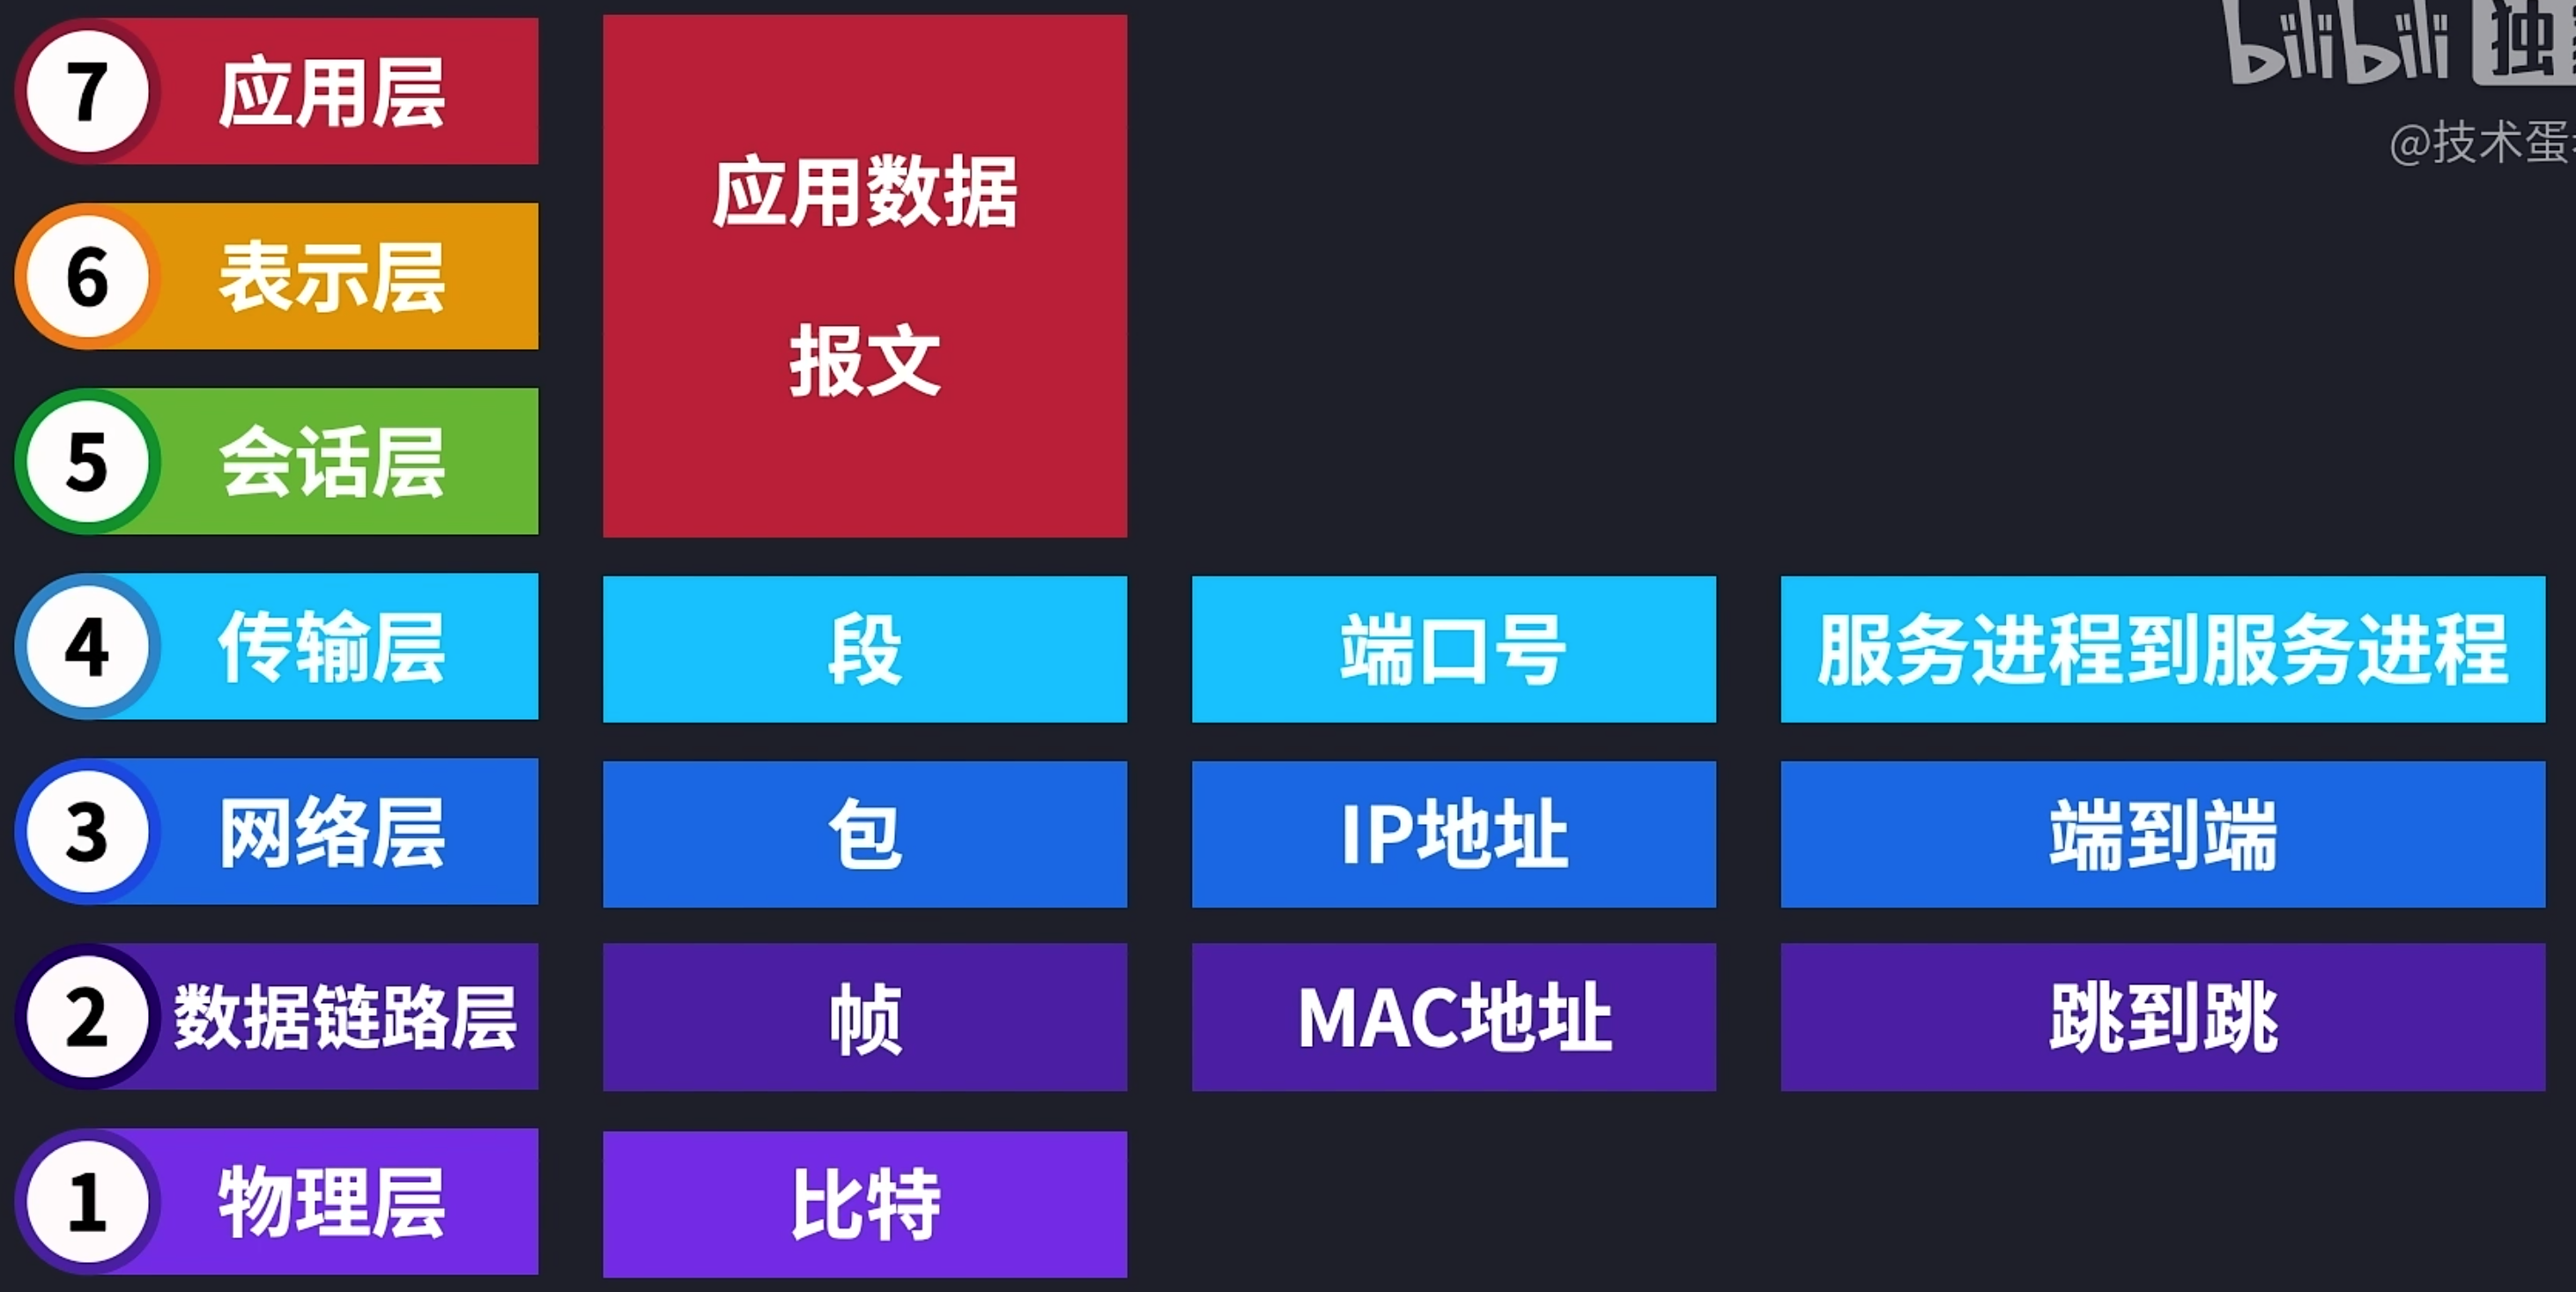 7 应用层
应用数据
报文
6 表示层
5 会话层
4 传输层 段 端口号 服务进程到服务进程
3 网络层 包 IP地址 端到端
2 数据链路层 帧 MAC地址 跳到跳
1 物理层 比特
bilibili 独
@技术蛋